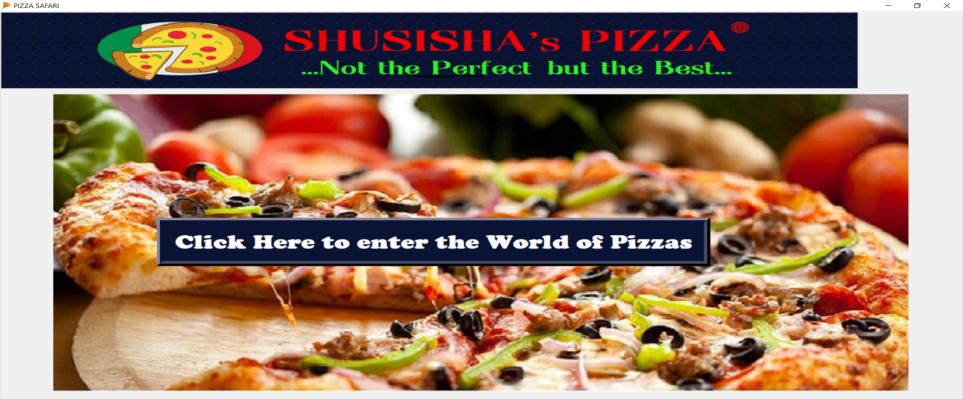 PIZZA SAFARI
SHUSISHA's PIZZA
...Not the Perfect but the Best...
Click Here to enter the World of Pizzas